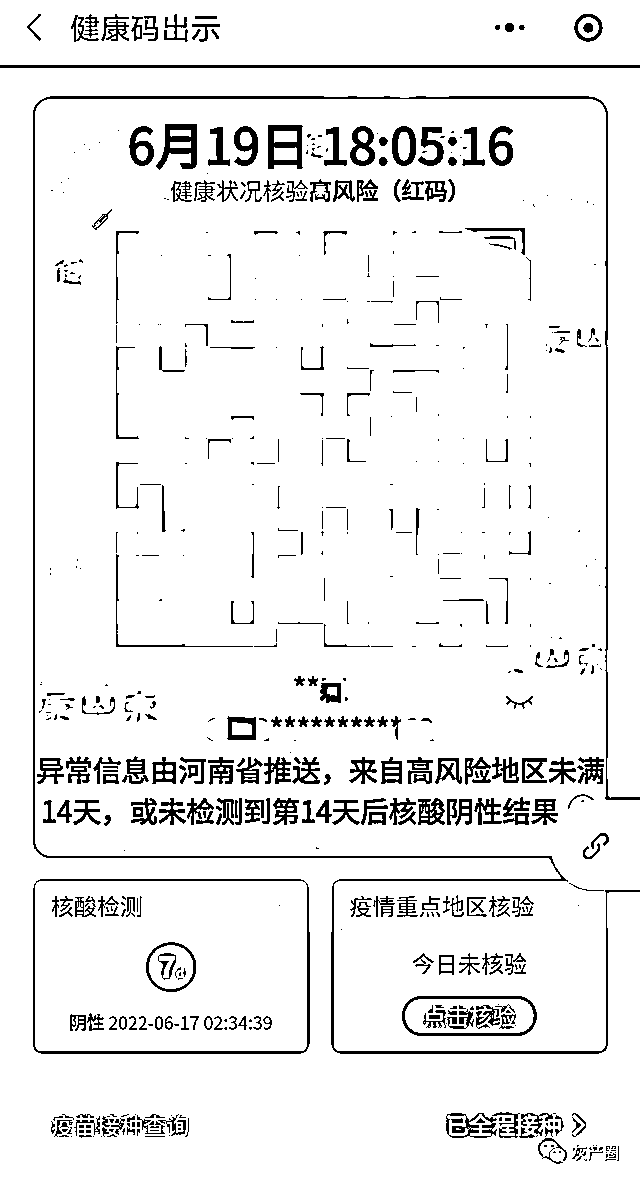 健康码出示
6月19日 18:05:16
健康状况核验高风险（红码）
**
**********
异常信息由河南省推送，来自高风险地区未满
14天，或未检测到第14天后核酸阴性结果
核酸检测
疫情重点地区核验
7
今日未核验
点击核验
阴性 2022-06-17 02:34:39
疫苗接种查询
已全程接种
灰产圈